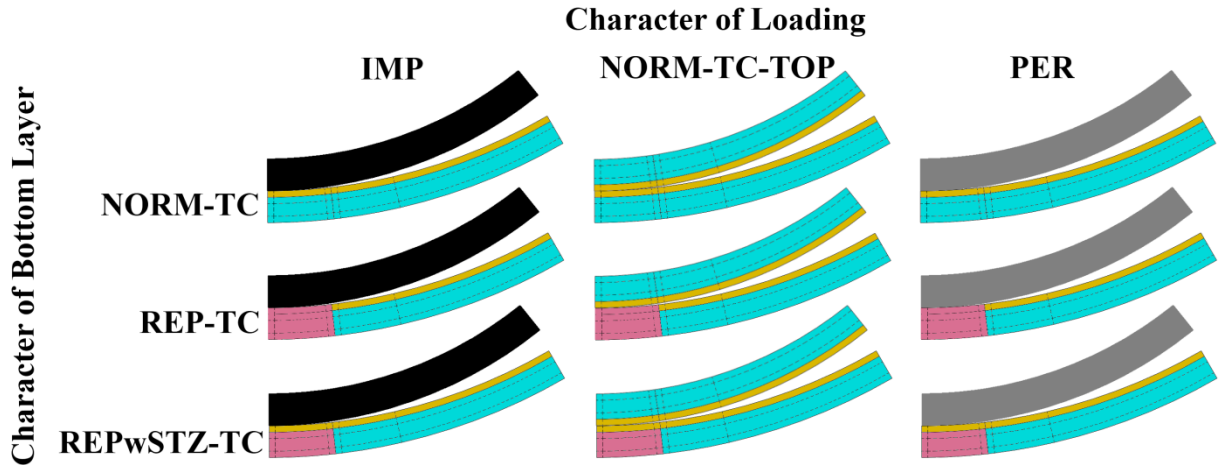 Character of Loading
IMP
NORM-TC-TOP
PER
Character of Bottom Layer
NORM-TC
REP-TC
REPwSTZ-TC